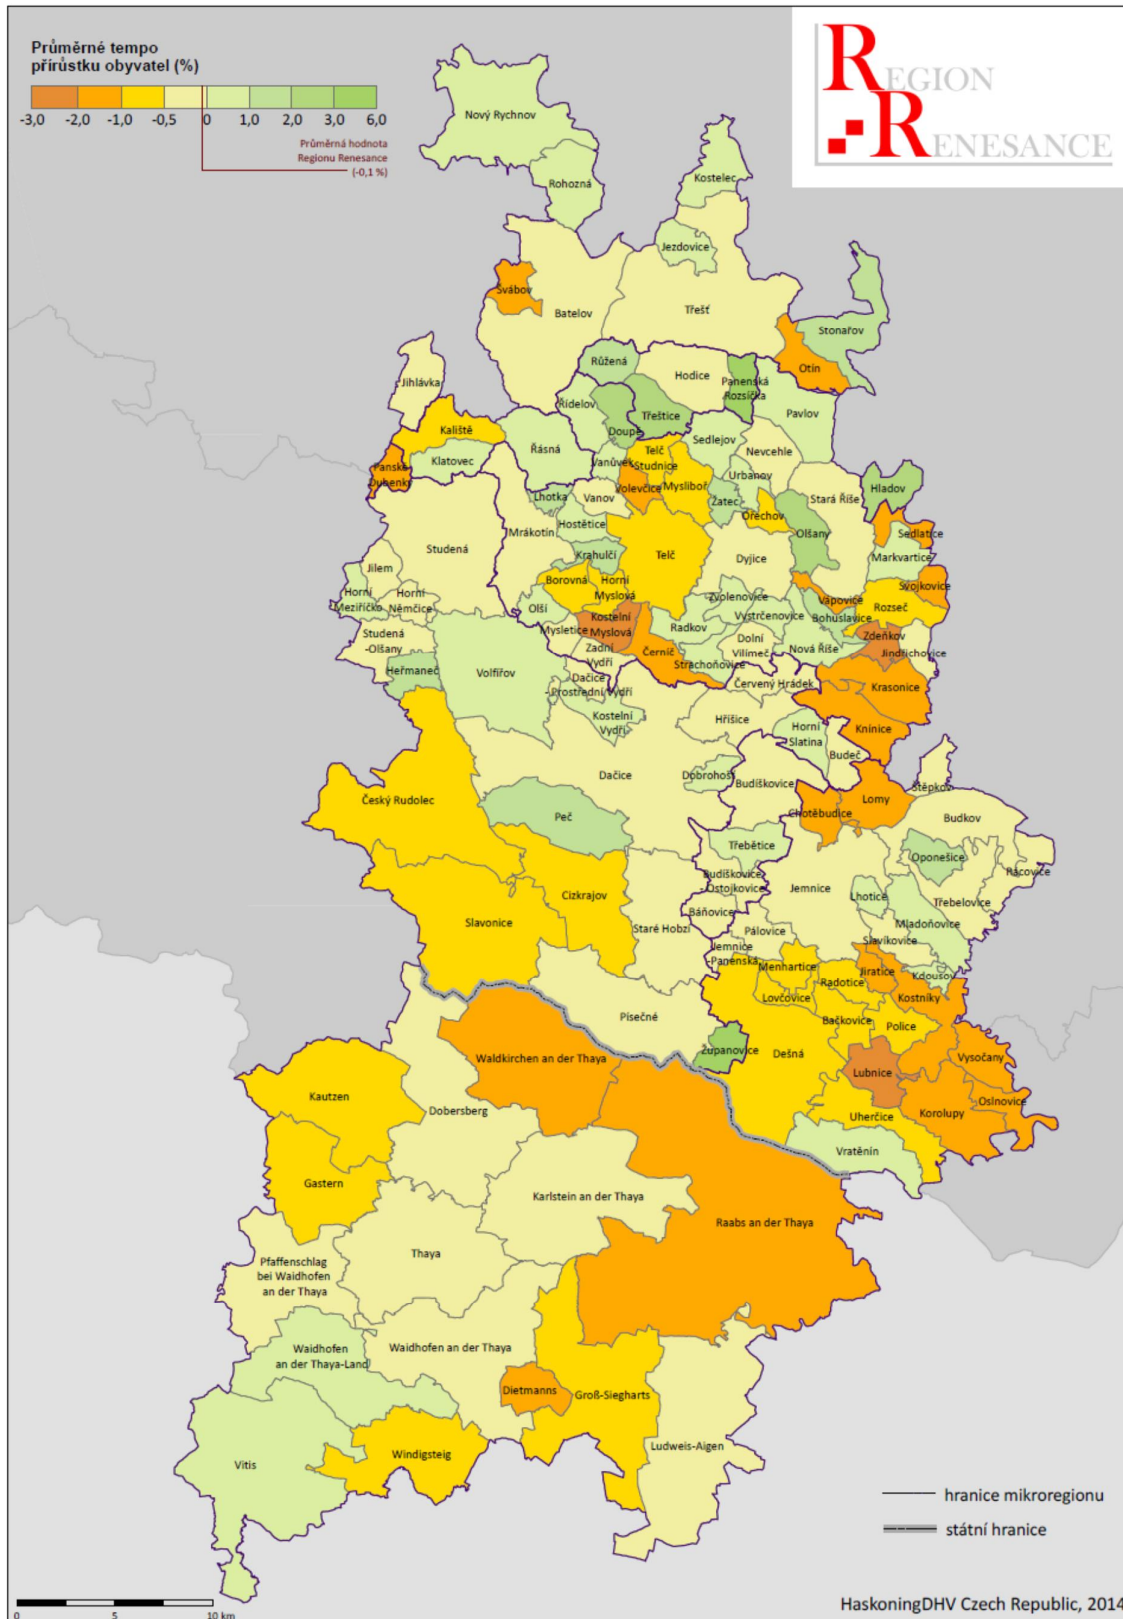 Průměrné tempo
přírůstku obyvatel (%)
-3,0 -2,0 -1,0 -0,5 0 1,0 2,0 3,0 6,0
Průměrná hodnota
Regionu Renesance
(-0,1 %)
REGION
RENESANCE
Nový Rychnov
Rohozná
Kostelec
Jezdovice
Švábov
Batelov
Třešť
Stonařov
Otín
Jihlávka
Růžená
Hodice
Panenská
Rozsíčka
Řídelov
Třeštice
Pavlov
Kaliště
Doupě
Klatovec
Řásná
Sedlejov
Nevcehle
Telč
Studnice
Vanůvek
Panské
Dubenky
Urbanov
Volevčice
Mysliboř
Hladov
Lhotka
Vanov
Žatec
Stará Říše
Ořechov
Hostětice
Mrákotín
Olšany
Sedlatice
Studená
Krahulčí
Telč
Dyjice
Markvartice
Jilem
Borovná
Horní
Myslová
Svojkovice
Horní
Meziříčko
Horní
Němčice
Zvolenovice
Vápovice
Rozseč
Olší
Vystrčenovice
Bohuslavice
Kostelní
Myslová
Mysletice
Radkov
Studená
-Olšany
Dolní
Vilímeč
Zdeňkov
Zadní
Vydří
Černíč
Nová Říše
Jindřichovice
Strachoňovice
Heřmaneč
Volfířov
Dačice
-Prostřední Vydří
Červený Hrádek
Krasonice
Kostelní
Vydří
Hříšice
Horní
Slatina
Kninice
Budeč
Dačice
Dobrohošť
Budíškovice
Štěpkov
Český Rudolec
Lomy
Chotěbudice
Peč
Budkov
Třebětice
Oponešice
Budíškovice
-Ostojkovice
Rácovice
Cizkrajov
Jemnice
Lhotice
Třebelovice
Slavonice
Báňovice
Mladoňovice
Staré Hobzí
Pálovice
Slavíkovice
Jemnice
-Panenská
Menhartice
Jiratice
Kdousov
Radotice
Lovčovice
Kostníky
Písečné
Bačkovice
Police
Županovice
Dešná
Waldkirchen an der Thaya
Vysočany
Lubnice
Kautzen
Oslnovice
Dobersberg
Uherčice
Korolupy
Vratěnín
Gastern
Karlstein an der Thaya
Raabs an der Thaya
Thaya
Pfaffenschlag
bei Waidhofen
an der Thaya
Waidhofen
an der Thaya-Land
Waidhofen an der Thaya
Dietmanns
Groß-Siegharts
Ludweis-Aigen
Windigsteig
Vitis
hranice mikroregionu
státní hranice
0 5 10 km
HaskoningDHV Czech Republic, 2014